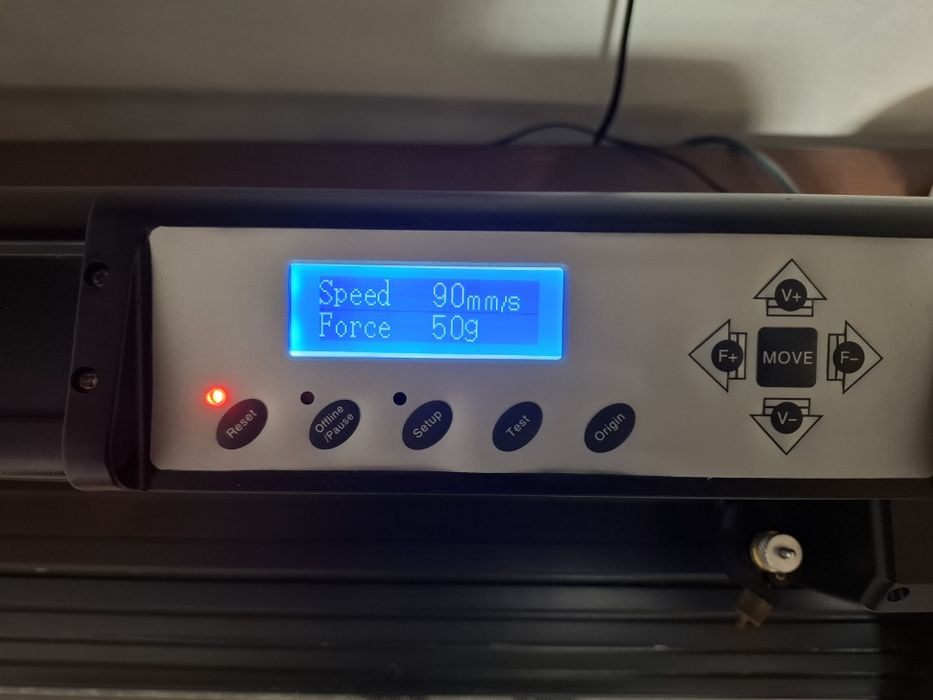 Speed 90mm/s
Force 50g
Reset
Offline
/Pause
Setup
Test
Origin
V+
F+
MOVE
F-
V-